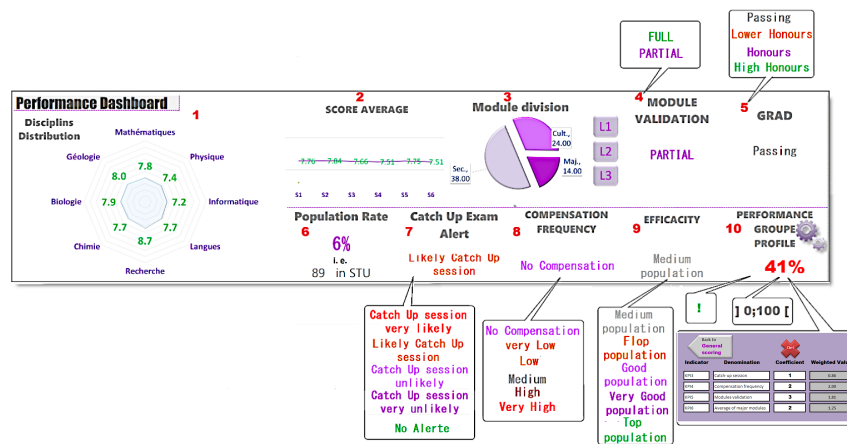 FULL
PARTIAL
Passing
Lower Honours
Honours
High Honours
Performance Dashboard
1
2
3
4
5
Disciplins
Distribution
SCORE AVERAGE
Module division
MODULE
VALIDATION
GRAD
Mathématiques
Physique
Informatique
Langues
Recherche
Chimie
Biologie
Géologie
7.8
7.4
7.2
7.7
8.7
7.7
7.9
8.0
7.76 7.84 7.66 7.51 7.75 7.51
S1 S2 S3 S4 S5 S6
Cult.,
24.00
Maj.,
14.00
Sec.,
38.00
L1
L2
L3
PARTIAL
Passing
Population Rate
6
6%
i. e.
89 in STU
Catch Up Exam
Alert
7
Likely Catch Up
session
COMPENSATION
FREQUENCY
8
No Compensation
EFFICACITY
9
Medium
population
PERFORMANCE
GROUPE
PROFILE
10
41%
Catch Up session
very likely
Likely Catch Up
session
Catch Up session
unlikely
Catch Up session
very unlikely
No Alerte
No Compensation
very Low
Low
Medium
High
Very High
Medium
population
Flop
population
Good
population
Very Good
population
Top
population
!
] 0;100 [
Back to
General
scoring
Indicator Denomination Coefficient Weighted Valu
Catch-up session 1
Compensation frequency 2
Modules validation 3
Average of major modules 2 1.25